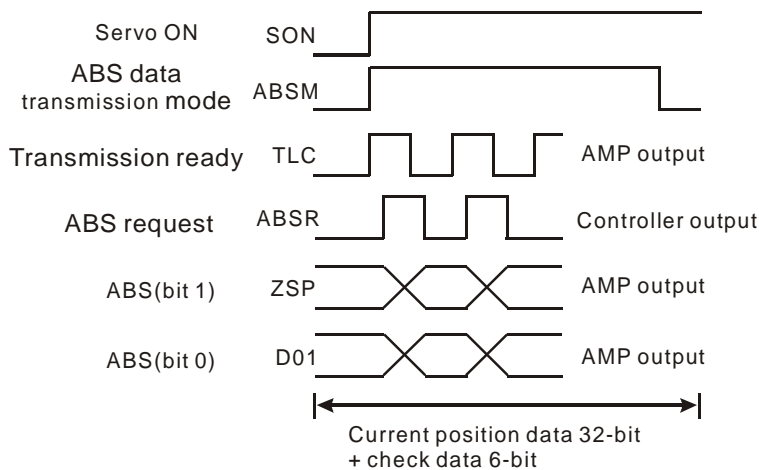 Servo ON SON
ABS data
transmission mode ABSM
Transmission ready TLC AMP output
ABS request ABSR Controller output
ABS(bit 1) ZSP AMP output
ABS(bit 0) D01 AMP output
Current position data 32-bit
+ check data 6-bit